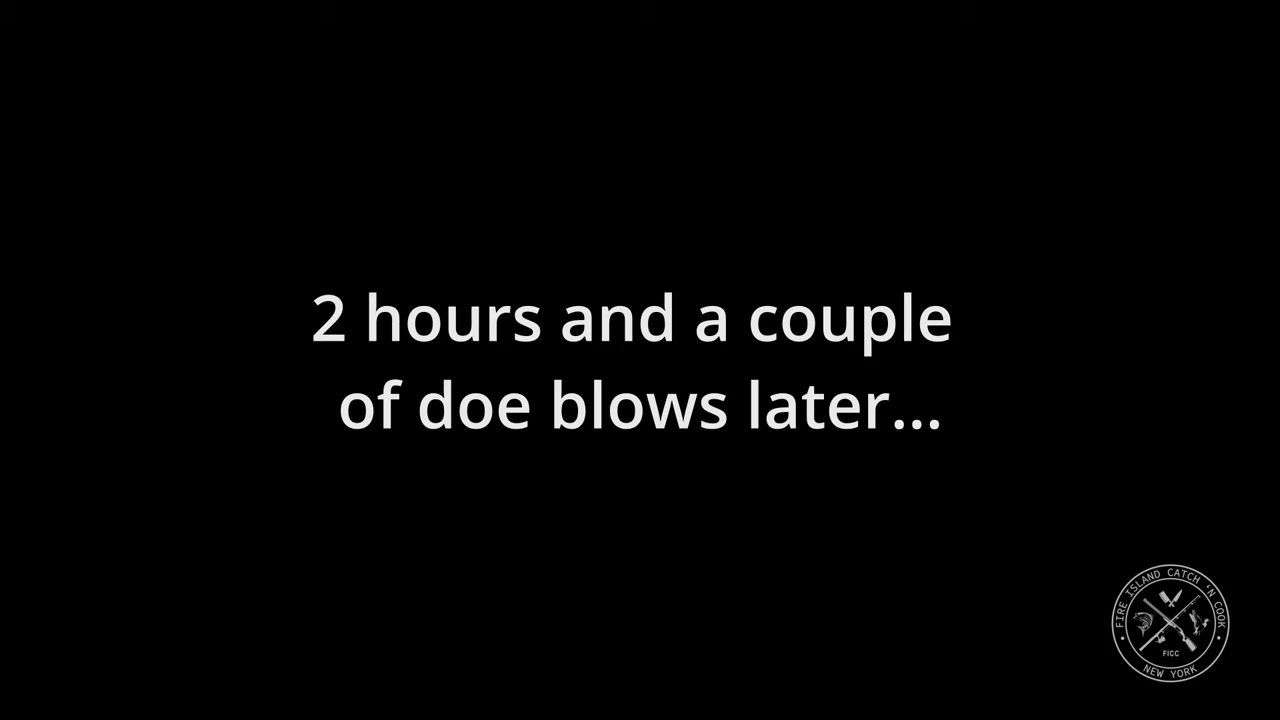 2 hours and a couple
of doe blows later...
FIRE ISLAND CATCH 'N COOK
FICC
NEW YORK